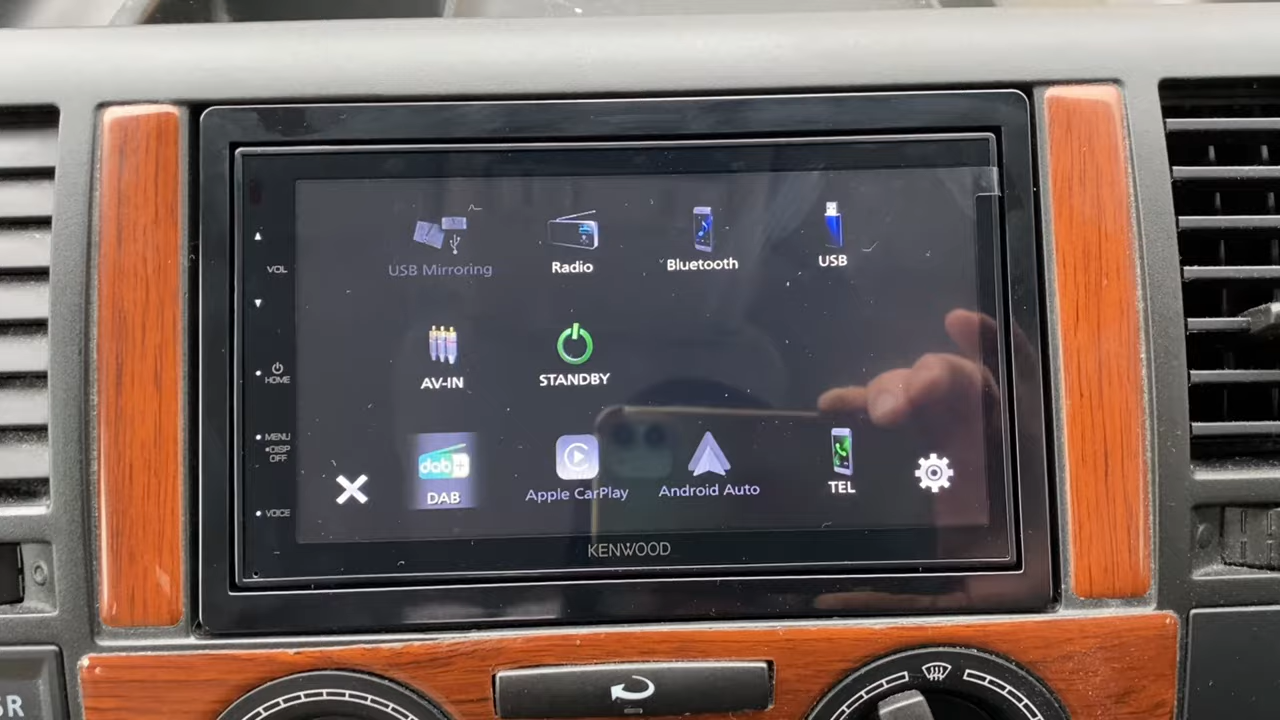 USB Mirroring
Radio
Bluetooth
USB
VOL
AV-IN
STANDBY
HOME
MENU
DISP
OFF
dab+
DAB
Apple CarPlay
Android Auto
TEL
VOICE
KENWOOD
SR